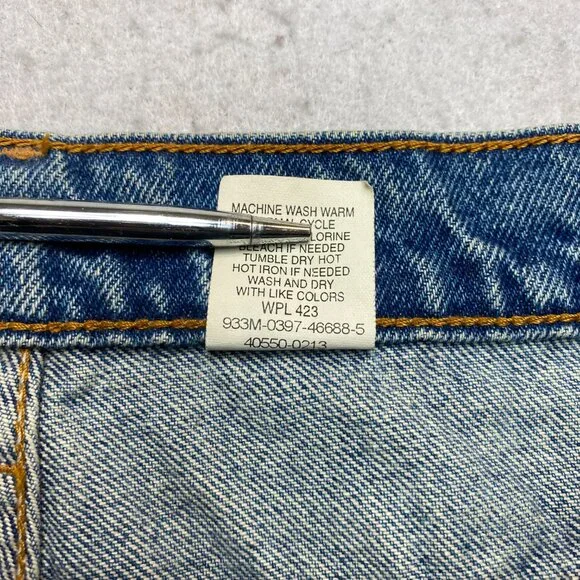 MACHINE WASH WARM
CYCLE
BLEACH IF NEEDED
TUMBLE DRY HOT
HOT IRON IF NEEDED
WASH AND DRY
WITH LIKE COLORS
WPL 423
933M-0397-46688-5
40550-0213